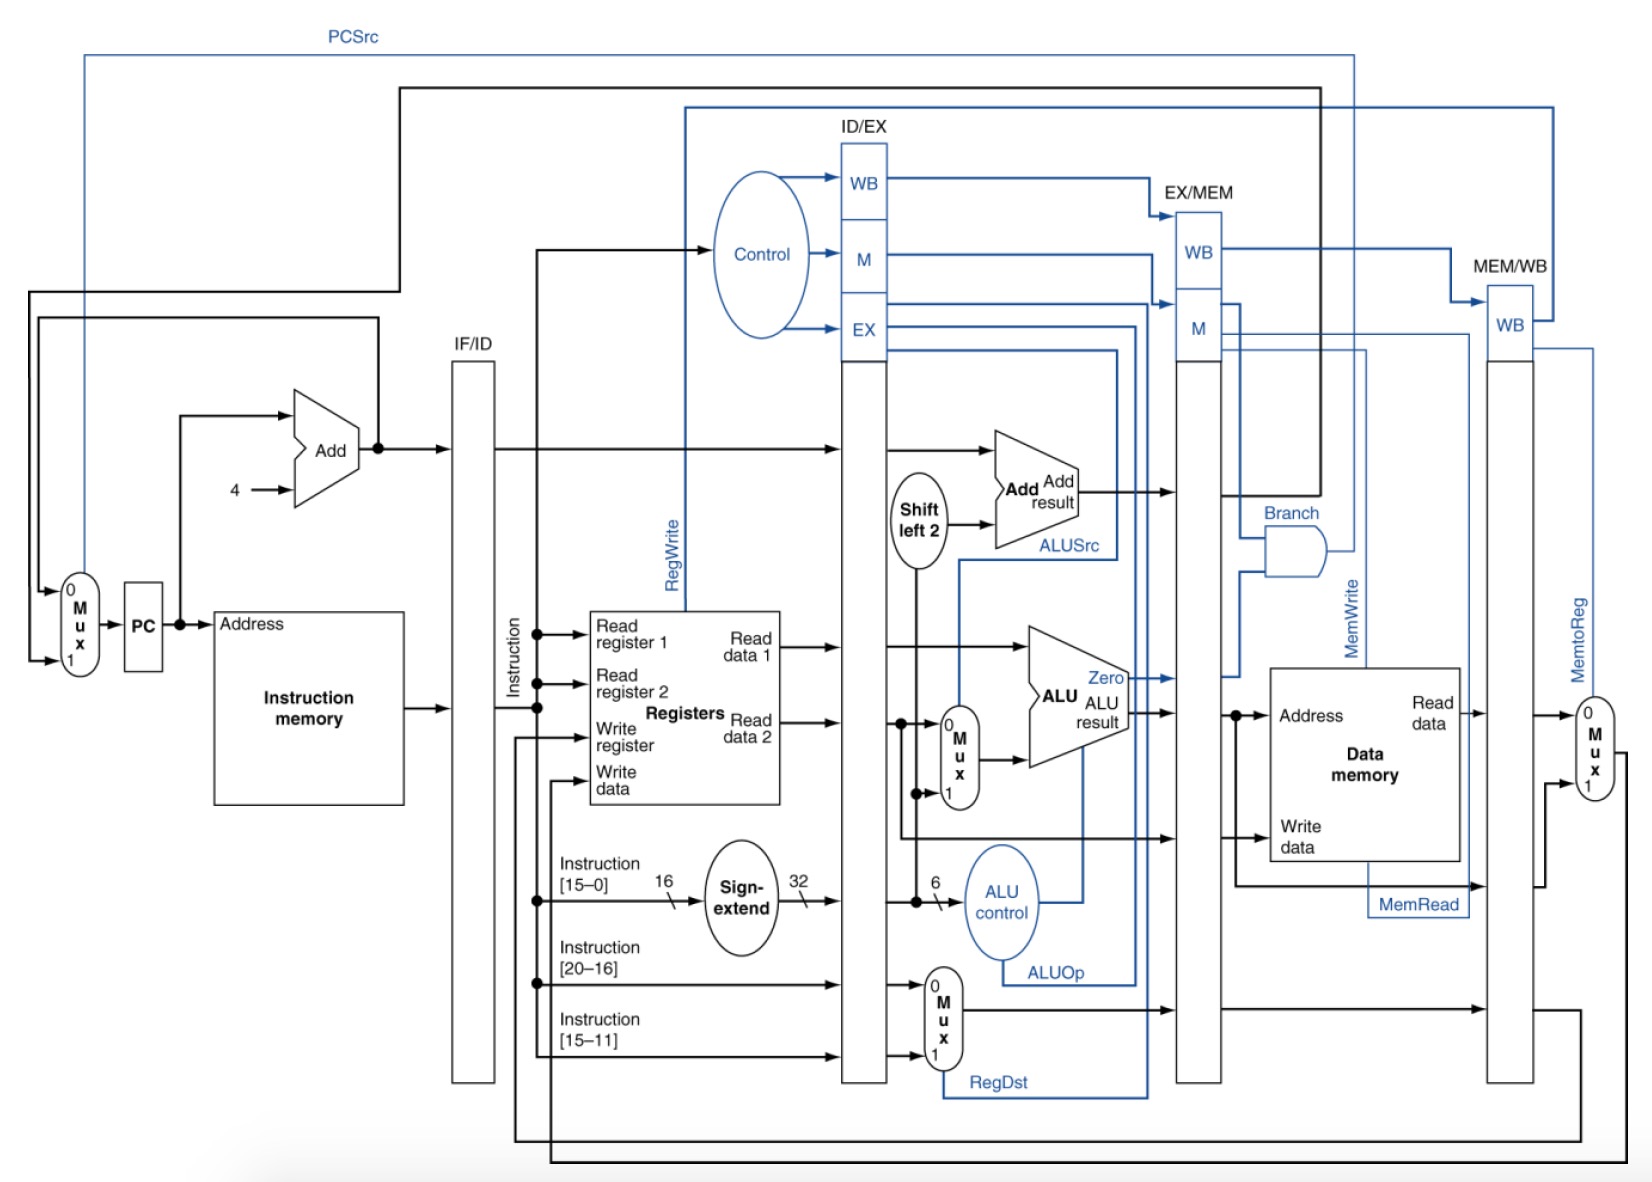 PCSrc
ID/EX
WB
EX/MEM
Control
M
WB
MEM/WB
EX
M
WB
IF/ID
Add
4
Shift
left 2
Add
Add
result
Branch
ALUSrc
RegWrite
MemWrite
MemtoReg
0
M
u
x
1
PC
Address
Instruction
memory
Instruction
Read
register 1
Read
register 2
Write
register
Write
data
Registers
Read
data 1
Read
data 2
0
M
u
x
1
Zero
ALU
ALU
result
Address
Read
data
Data
memory
Write
data
0
M
u
x
1
MemRead
Instruction
[15–0]
16
Sign-
extend
32
6
ALU
control
ALUOp
Instruction
[20–16]
Instruction
[15–11]
0
M
u
x
1
RegDst